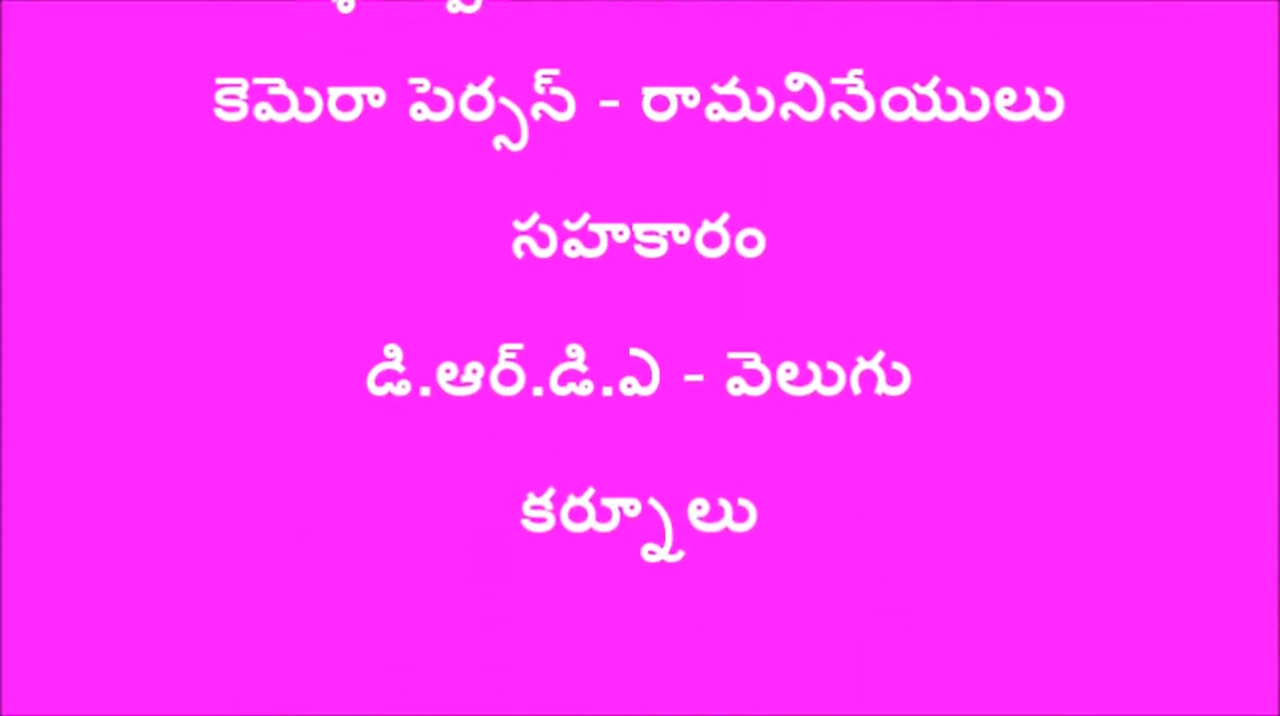 కెమెరా పెర్సన్ - రామనినేయులు
సహకారం
డి.ఆర్.డి.ఎ - వెలుగు
కర్నూలు